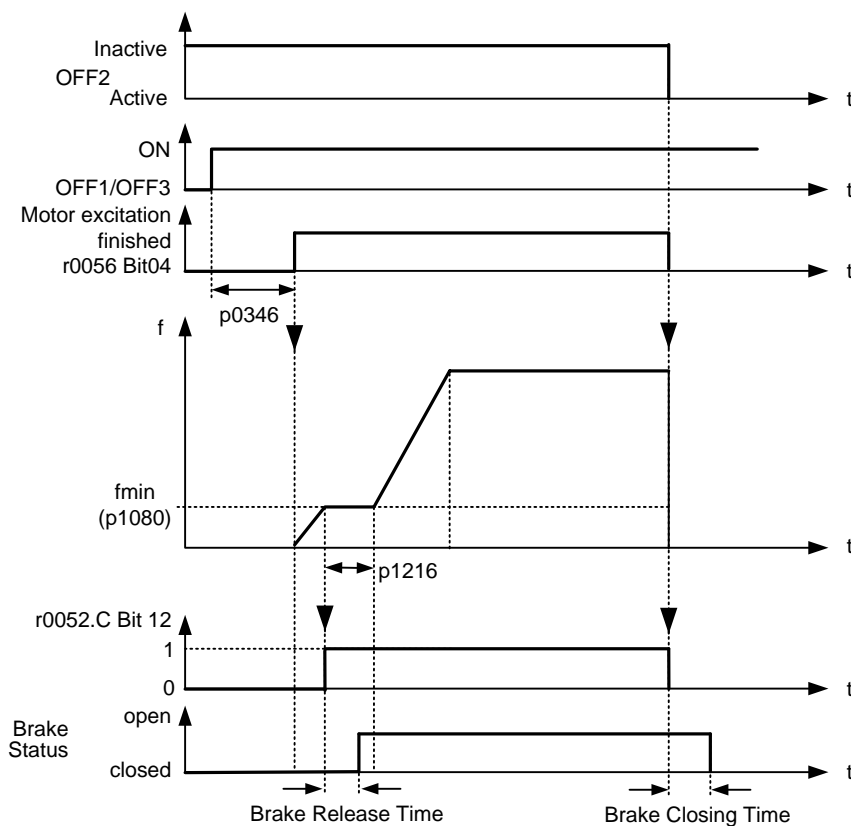 Inactive
OFF2
Active
t
ON
OFF1/OFF3
t
Motor excitation
finished
r0056 Bit04
t
p0346
f
fmin
(p1080)
t
p1216
r0052.C Bit 12
1
0
t
open
Brake
Status
closed
t
Brake Release Time
Brake Closing Time